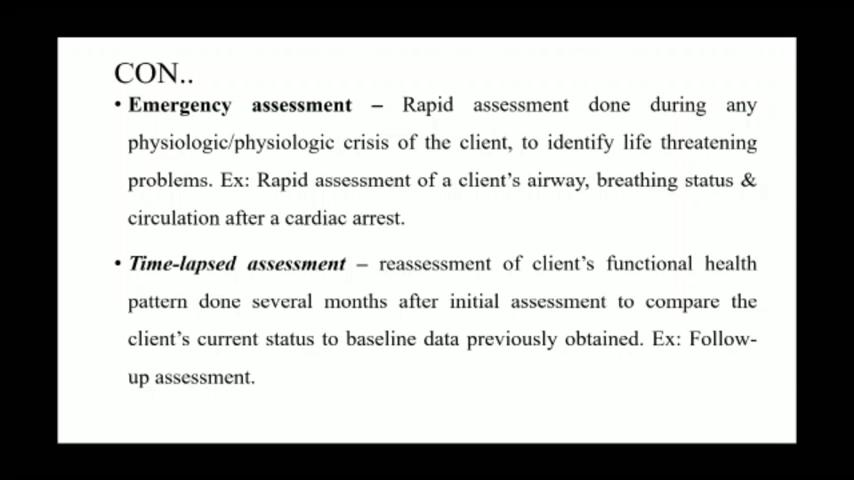 CON..
• Emergency assessment – Rapid assessment done during any
physiologic/physiologic crisis of the client, to identify life threatening
problems. Ex: Rapid assessment of a client’s airway, breathing status &
circulation after a cardiac arrest.
• Time-lapsed assessment – reassessment of client’s functional health
pattern done several months after initial assessment to compare the
client’s current status to baseline data previously obtained. Ex: Follow-
up assessment.